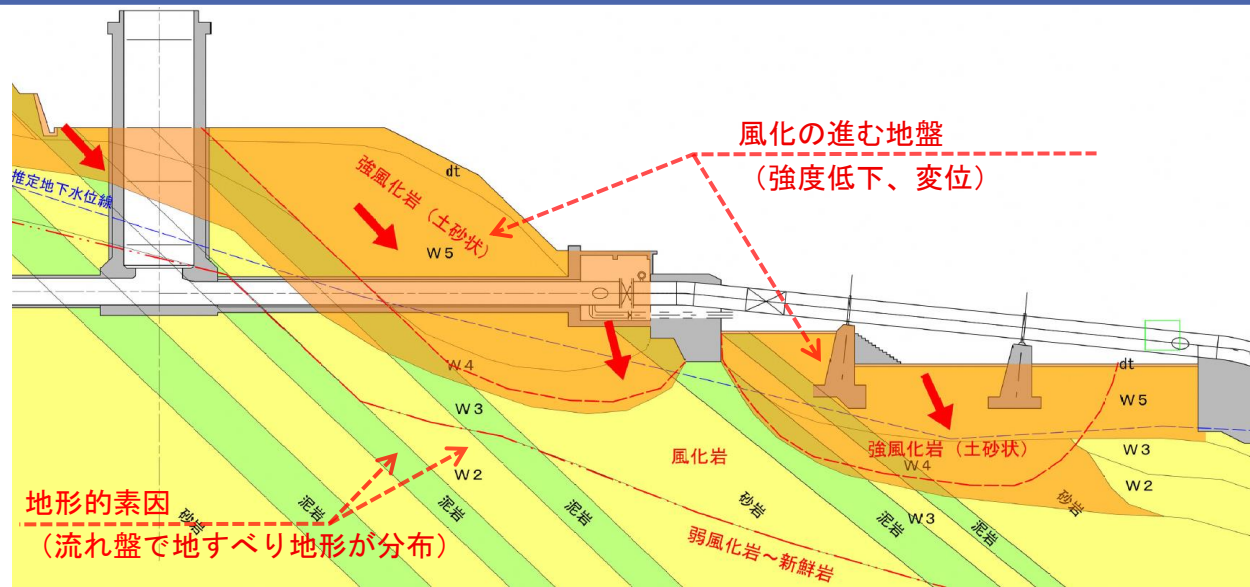 風化の進む地盤
(強度低下、変位)
dt
強風化岩(土砂状)
推定地下水位線
W5
W4
dt
W3
W5
強風化岩(土砂状)
W3
W4
風化岩
W2
W2
地形的素因
(流れ盤で地すべり地形が分布)
砂岩
泥岩
泥岩
泥岩
砂岩
泥岩
W3
泥岩
砂岩
弱風化岩~新鮮岩